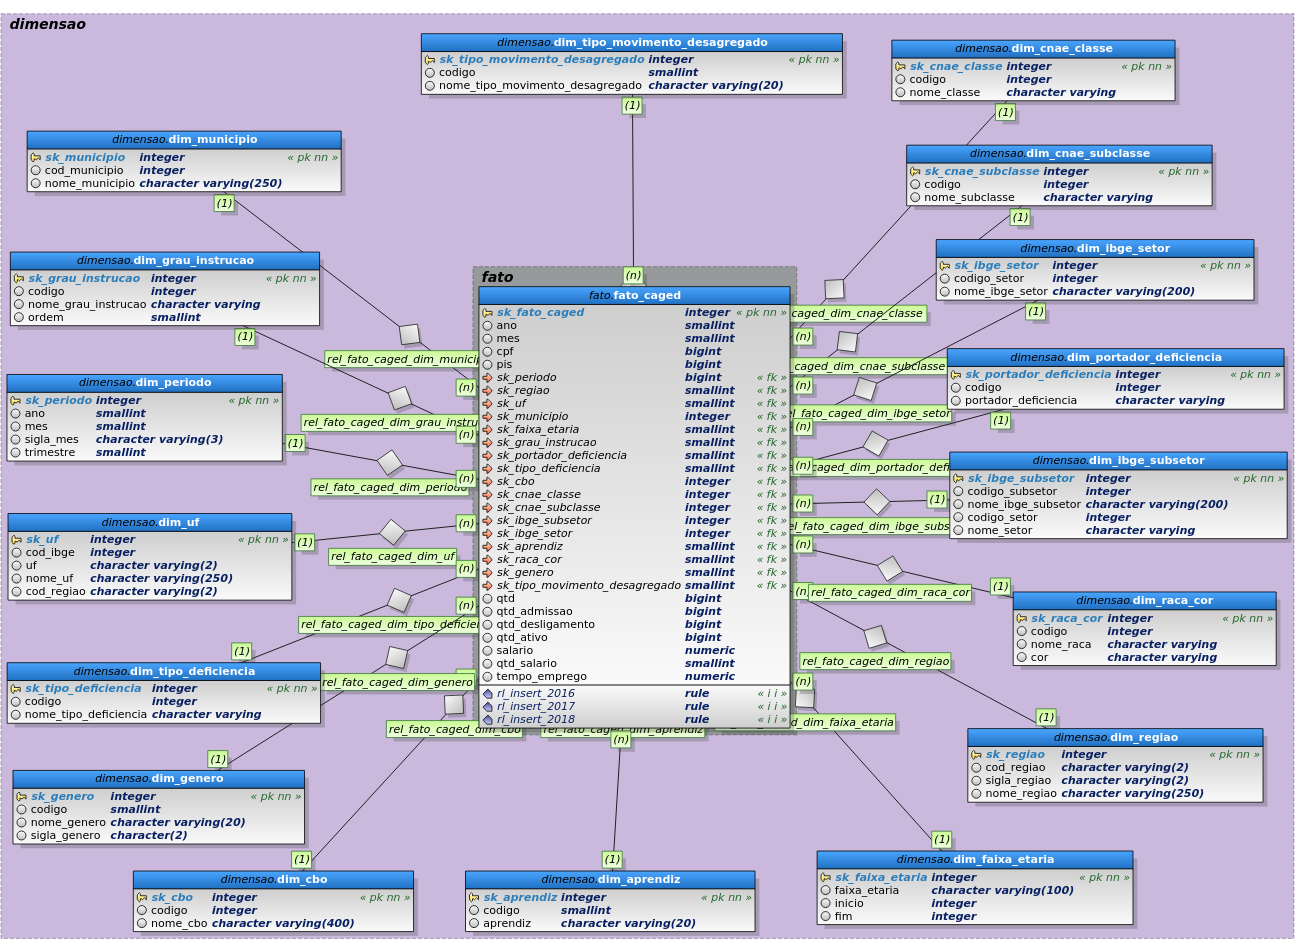 dimensao
dimensao.dim_tipo_movimento_desagregado
sk_tipo_movimento_desagregado integer « pk nn »
codigo smallint
nome_tipo_movimento_desagregado character varying(20)
(1)
dimensao.dim_cnae_classe
sk_cnae_classe integer « pk nn »
codigo integer
nome_classe character varying
(1)
dimensao.dim_municipio
sk_municipio integer « pk nn »
cod_municipio integer
nome_municipio character varying(250)
(1)
dimensao.dim_cnae_subclasse
sk_cnae_subclasse integer « pk nn »
codigo integer
nome_subclasse character varying
(1)
dimensao.dim_grau_instrucao
sk_grau_instrucao integer « pk nn »
codigo integer
nome_grau_instrucao character varying
ordem smallint
(1)
dimensao.dim_ibge_setor
sk_ibge_setor integer « pk nn »
codigo_setor integer
nome_ibge_setor character varying(200)
(1)
dimensao.dim_periodo
sk_periodo integer « pk nn »
ano smallint
mes smallint
sigla_mes character varying(3)
trimestre smallint
(1)
dimensao.dim_portador_deficiencia
sk_portador_deficiencia integer « pk nn »
codigo integer
portador_deficiencia character varying
(1)
dimensao.dim_uf
sk_uf integer « pk nn »
cod_ibge integer
uf character varying(2)
nome_uf character varying(250)
cod_regiao character varying(2)
(1)
dimensao.dim_ibge_subsetor
sk_ibge_subsetor integer « pk nn »
codigo_subsetor integer
nome_ibge_subsetor character varying(200)
codigo_setor integer
nome_setor character varying
(1)
fato
(n)
fato.fato_caged
sk_fato_caged integer « pk nn »
ano smallint
mes smallint
cpf bigint
pis bigint
sk_periodo bigint « fk »
sk_regiao smallint « fk »
sk_uf smallint « fk »
sk_municipio integer « fk »
sk_faixa_etaria smallint « fk »
sk_grau_instrucao smallint « fk »
sk_portador_deficiencia smallint « fk »
sk_tipo_deficiencia smallint « fk »
sk_cbo integer « fk »
sk_cnae_classe integer « fk »
sk_cnae_subclasse integer « fk »
sk_ibge_subsetor integer « fk »
sk_ibge_setor integer « fk »
sk_aprendiz smallint « fk »
sk_raca_cor smallint « fk »
sk_genero smallint « fk »
sk_tipo_movimento_desagregado smallint « fk »
qtd bigint
qtd_admissao bigint
qtd_desligamento bigint
qtd_ativo bigint
salario numeric
qtd_salario smallint
tempo_emprego numeric
rl_insert_2016 rule « i i »
rl_insert_2017 rule « i i »
rl_insert_2018 rule « i i »
rel_fato_caged_dim_municip
(n)
rel_fato_caged_dim_grau_instru
(n)
rel_fato_caged_dim_periodo
(n)
(n)
rel_fato_caged_dim_uf
(n)
rel_fato_caged_dim_tipo_deficien
(n)
rel_fato_caged_dim_genero
rel_fato_caged_dim_cbo
rel_fato_caged_dim_aprendiz
(n)
caged_dim_cnae_classe
(n)
caged_dim_cnae_subclasse
(n)
l_fato_caged_dim_ibge_setor
(n)
(n)
caged_dim_portador_defi
(n)
el_fato_caged_dim_ibge_subs
(n)
(n)
rel_fato_caged_dim_raca_cor
rel_fato_caged_dim_regiao
(n)
d_dim_faixa_etaria
dimensao.dim_raca_cor
sk_raca_cor integer « pk nn »
codigo integer
nome_raca character varying
cor character varying
(1)
dimensao.dim_tipo_deficiencia
sk_tipo_deficiencia integer « pk nn »
codigo integer
nome_tipo_deficiencia character varying
(1)
dimensao.dim_regiao
sk_regiao integer « pk nn »
cod_regiao character varying(2)
sigla_regiao character varying(2)
nome_regiao character varying(250)
(1)
dimensao.dim_genero
sk_genero integer « pk nn »
codigo smallint
nome_genero character varying(20)
sigla_genero character(2)
(1)
dimensao.dim_cbo
sk_cbo integer « pk nn »
codigo integer
nome_cbo character varying(400)
(1)
dimensao.dim_aprendiz
sk_aprendiz integer « pk nn »
codigo smallint
aprendiz character varying(20)
(1)
dimensao.dim_faixa_etaria
sk_faixa_etaria integer « pk nn »
faixa_etaria character varying(100)
inicio integer
fim integer
(1)